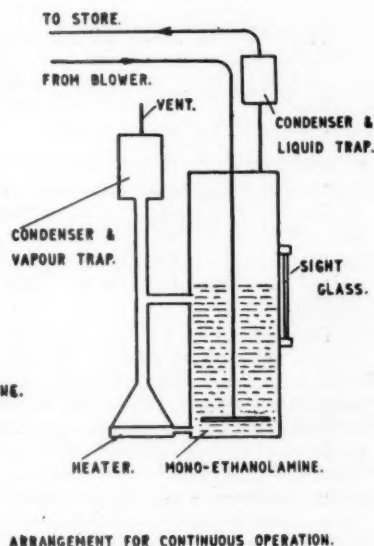 TO STORE.
FROM BLOWER.
VENT.
CONDENSER &
LIQUID TRAP.
CONDENSER &
VAPOUR TRAP.
SIGHT
GLASS.
NE.
HEATER. MONO-ETHANOLAMINE.
ARRANGEMENT FOR CONTINUOUS OPERATION.